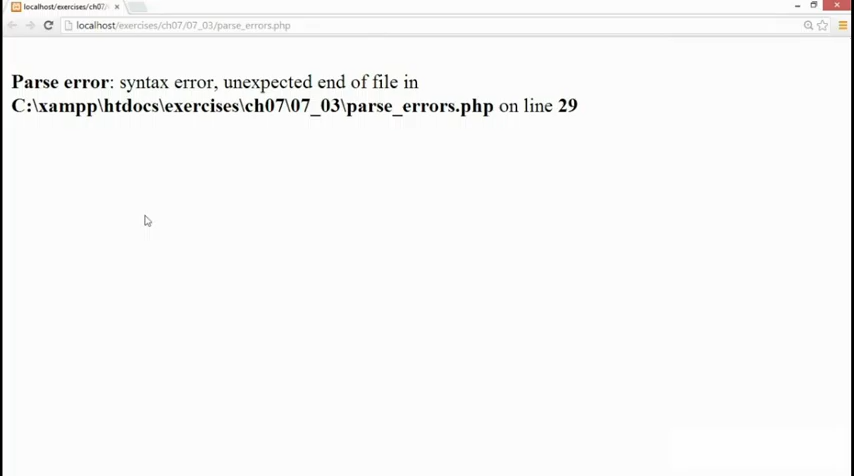 localhost/exercises/ch07/
localhost/exercises/ch07/07_03/parse_errors.php
Parse error: syntax error, unexpected end of file in
C:\xampp\htdocs\exercises\ch07\07_03\parse_errors.php on line 29